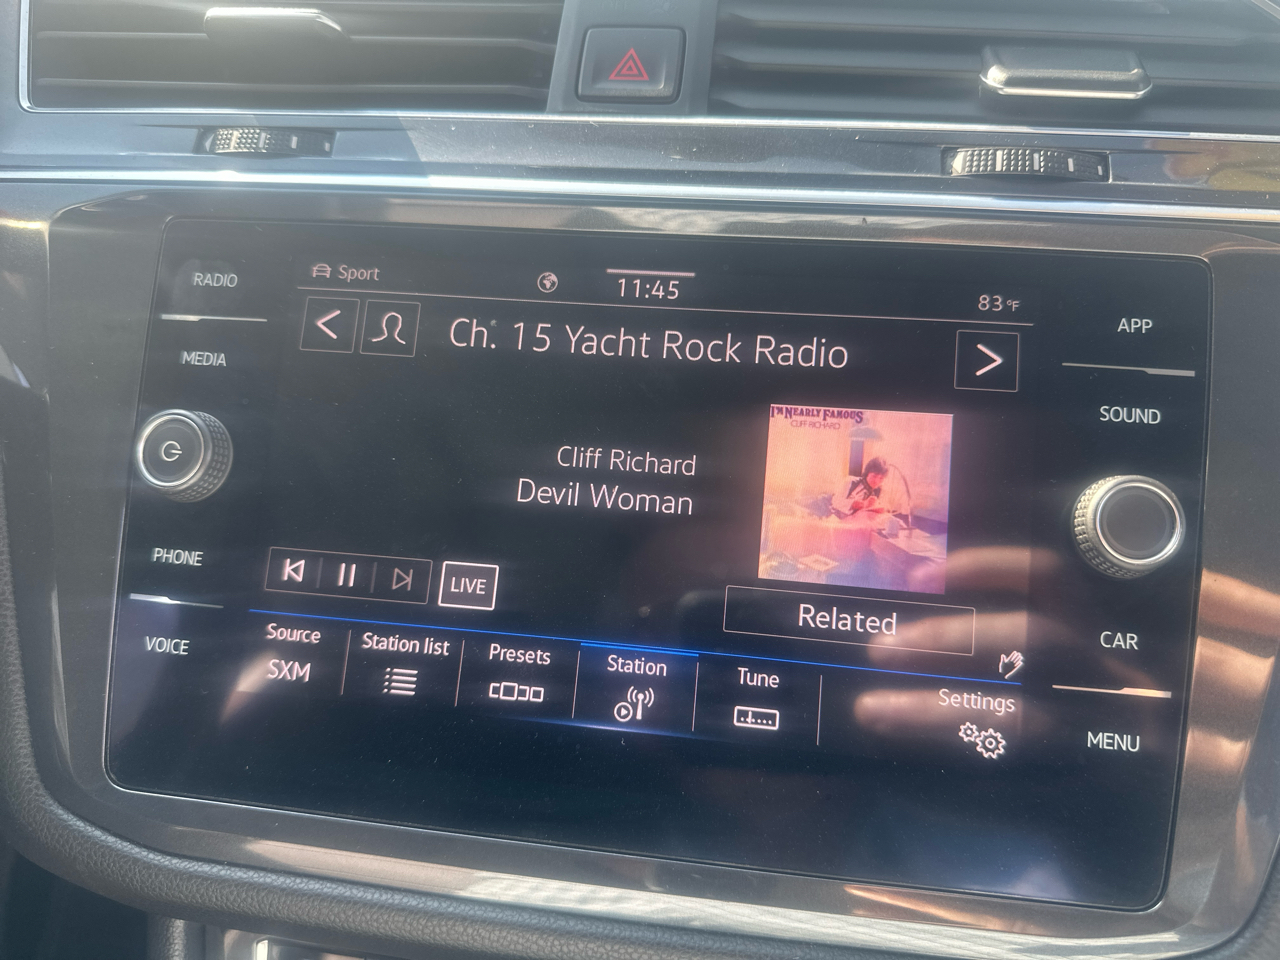 RADIO
MEDIA
PHONE
VOICE
Sport
11:45
83°F
Ch. 15 Yacht Rock Radio
I'M NEARLY FAMOUS
CLIFF RICHARD
Cliff Richard
Devil Woman
LIVE
Related
Source
SXM
Station list
Presets
Station
Tune
Settings
APP
SOUND
CAR
MENU